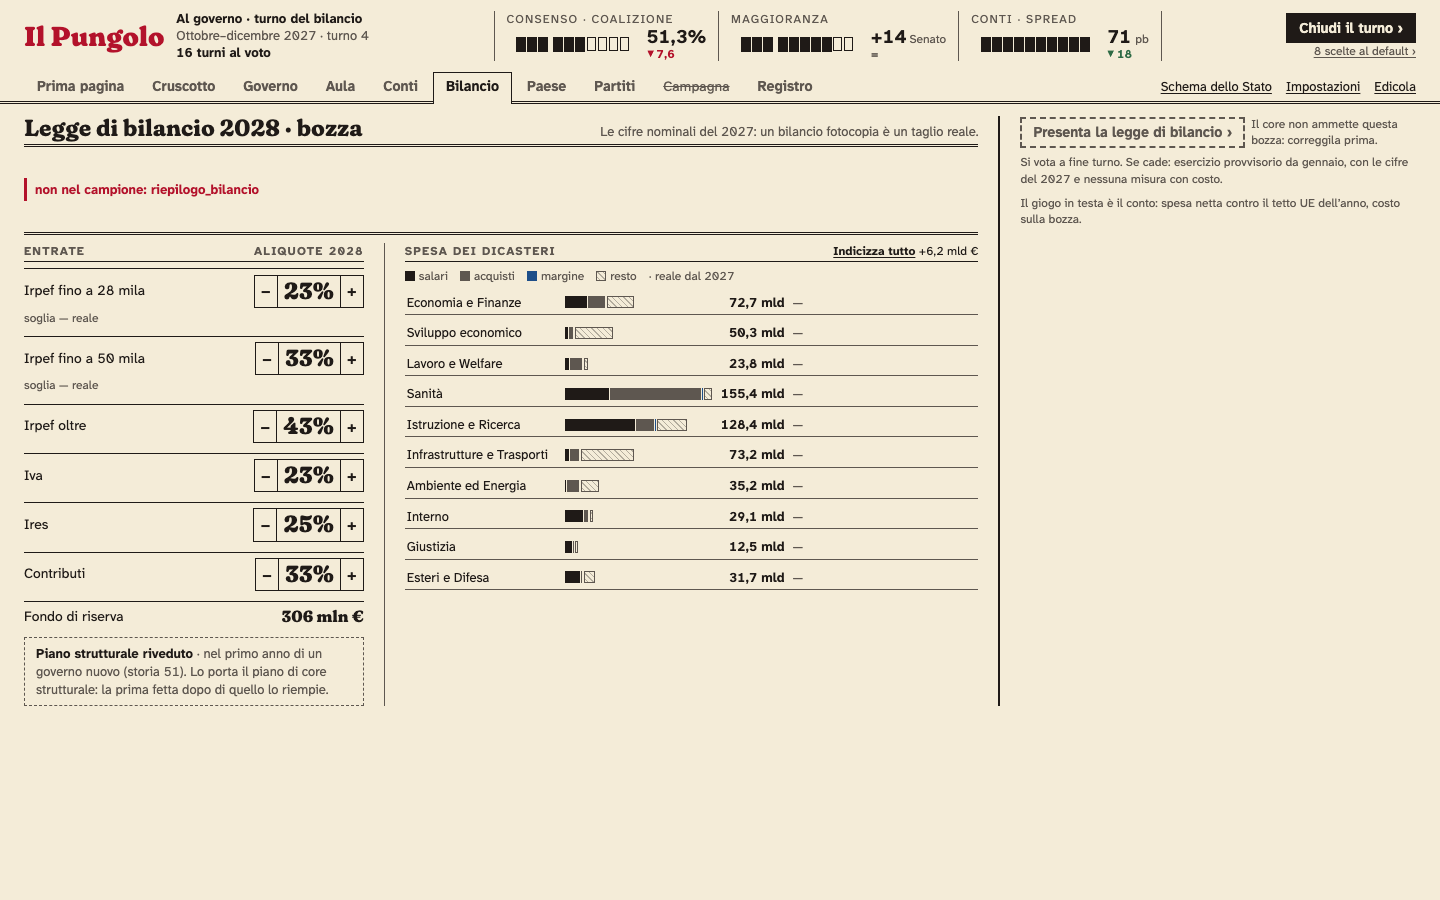 Il Pungolo
Al governo · turno del bilancio
Ottobre–dicembre 2027 · turno 4
16 turni al voto
CONSENSO · COALIZIONE
51,3%
▼7,6
MAGGIORANZA
+14 Senato
=
CONTI · SPREAD
71 pb
▼18
Chiudi il turno ›
8 scelte al default ›
Prima pagina Cruscotto Governo Aula Conti Bilancio Paese Partiti Campagna Registro
Schema dello Stato Impostazioni Edicola
Legge di bilancio 2028 · bozza
Le cifre nominali del 2027: un bilancio fotocopia è un taglio reale.
non nel campione: riepilogo_bilancio
ENTRATE ALIQUOTE 2028
Irpef fino a 28 mila – 23% +
soglia — reale
Irpef fino a 50 mila – 33% +
soglia — reale
Irpef oltre – 43% +
Iva – 23% +
Ires – 25% +
Contributi – 33% +
Fondo di riserva 306 mln €
Piano strutturale riveduto · nel primo anno di un
governo nuovo (storia 51). Lo porta il piano di core
strutturale: la prima fetta dopo di quello lo riempie.
SPESA DEI DICASTERI Indicizza tutto +6,2 mld €
salari acquisti margine resto · reale dal 2027
Economia e Finanze 72,7 mld —
Sviluppo economico 50,3 mld —
Lavoro e Welfare 23,8 mld —
Sanità 155,4 mld —
Istruzione e Ricerca 128,4 mld —
Infrastrutture e Trasporti 73,2 mld —
Ambiente ed Energia 35,2 mld —
Interno 29,1 mld —
Giustizia 12,5 mld —
Esteri e Difesa 31,7 mld —
Presenta la legge di bilancio ›
Il core non ammette questa
bozza: correggila prima.
Si vota a fine turno. Se cade: esercizio provvisorio da gennaio, con le cifre
del 2027 e nessuna misura con costo.
Il giogo in testa è il conto: spesa netta contro il tetto UE dell'anno, costo
sulla bozza.